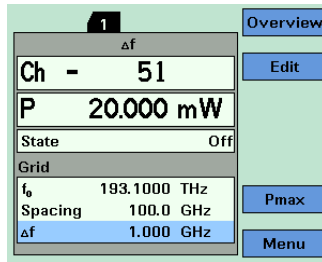 1
Overview
Δf
Ch - 51
Edit
P 20.000 mW
State Off
Grid
f₀ 193.1000 THz
Spacing 100.0 GHz
Pmax
Δf 1.000 GHz
Menu